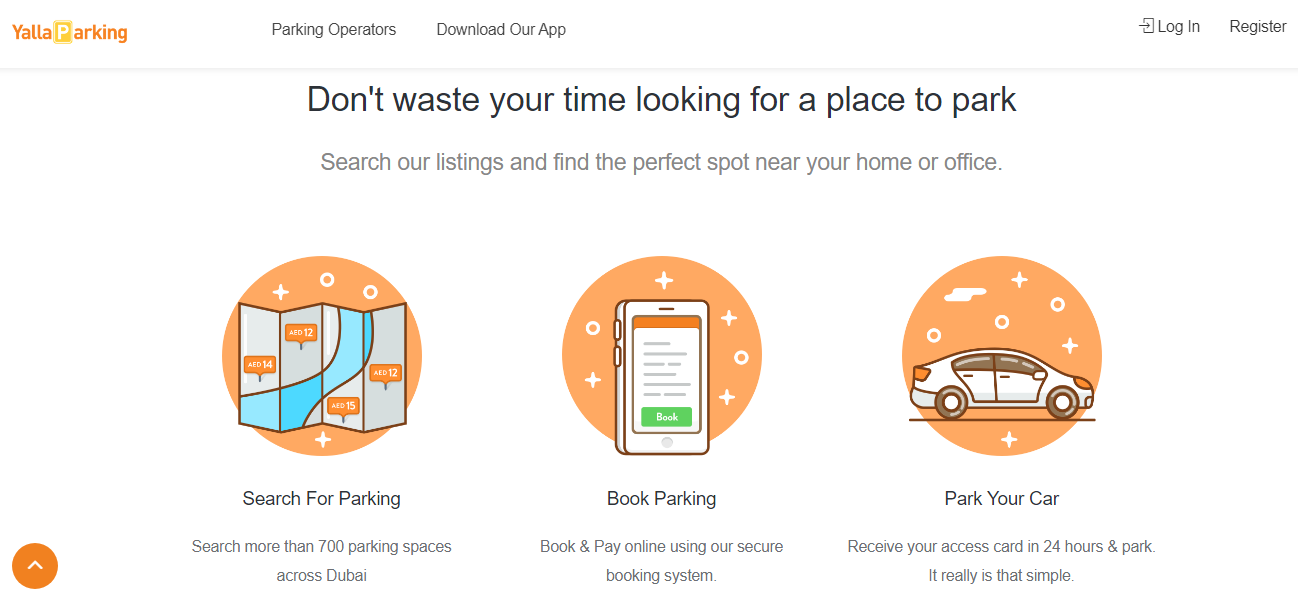 YallaParking
Parking Operators
Download Our App
Log In
Register
Don't waste your time looking for a place to park
Search our listings and find the perfect spot near your home or office.
AED 12
AED 14
AED 12
AED 15
Book
Search For Parking
Search more than 700 parking spaces
across Dubai
Book Parking
Book & Pay online using our secure
booking system.
Park Your Car
Receive your access card in 24 hours & park.
It really is that simple.